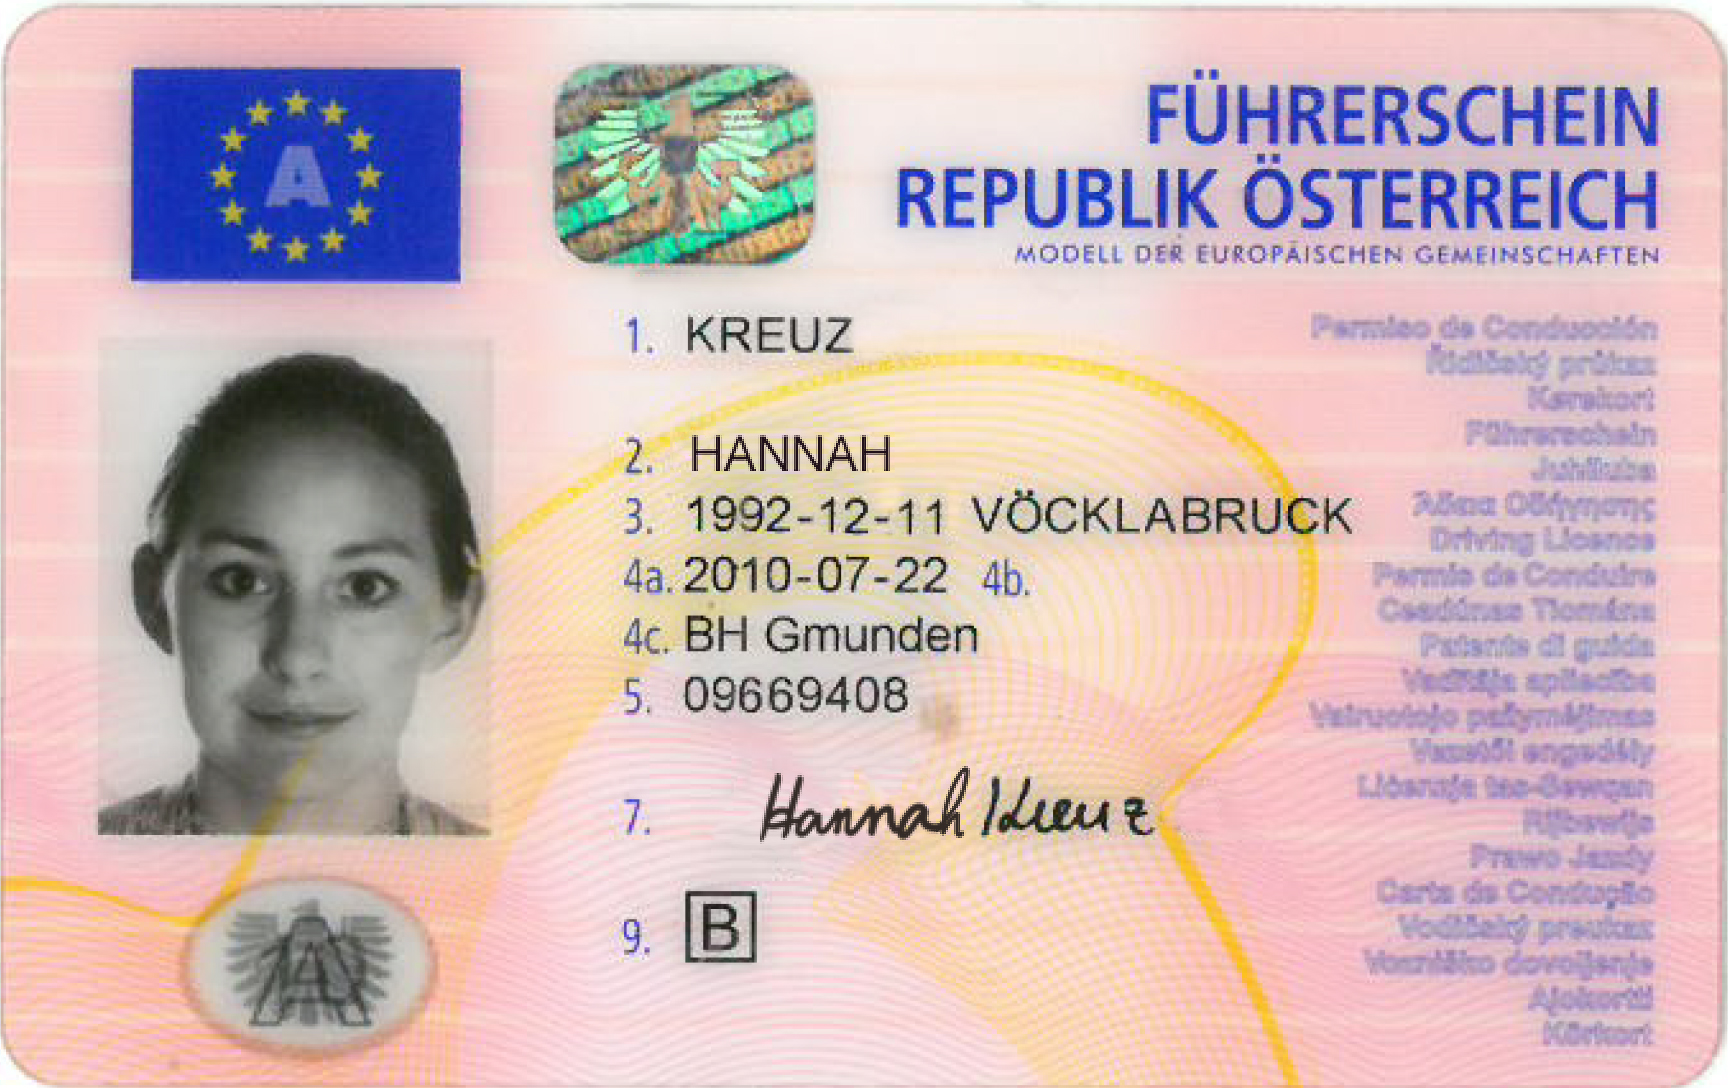 A
FÜHRERSCHEIN
REPUBLIK ÖSTERREICH
MODELL DER EUROPÄISCHEN GEMEINSCHAFTEN
1. KREUZ
2. HANNAH
3. 1992-12-11 VÖCKLABRUCK
4a. 2010-07-22 4b.
4c. BH Gmunden
5. 09669408
7. Hannah Kreuz
9. B
Permiso de Conducción
Řidičský průkaz
Kørekort
Führerschein
Juhiluba
Άδεια Οδήγησης
Driving Licence
Permis de Conduire
Ceadúnas Tiomána
Patente di guida
Vadītāja apliecība
Vairuotojo pažymėjimas
Vezetői engedély
Liċenzja tas-Sewqan
Rijbewijs
Prawo Jazdy
Carta de Condução
Vodičský preukaz
Vozniško dovoljenje
Ajokortti
Körkort